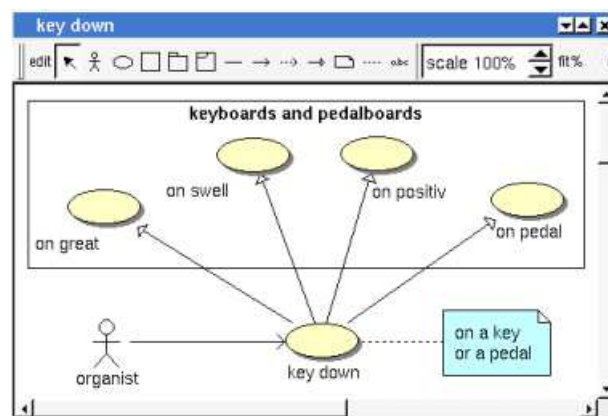 key down
edit
abc
scale 100%
fit%
keyboards and pedalboards
on swell
on positiv
on great
on pedal
on a key
or a pedal
organist
key down